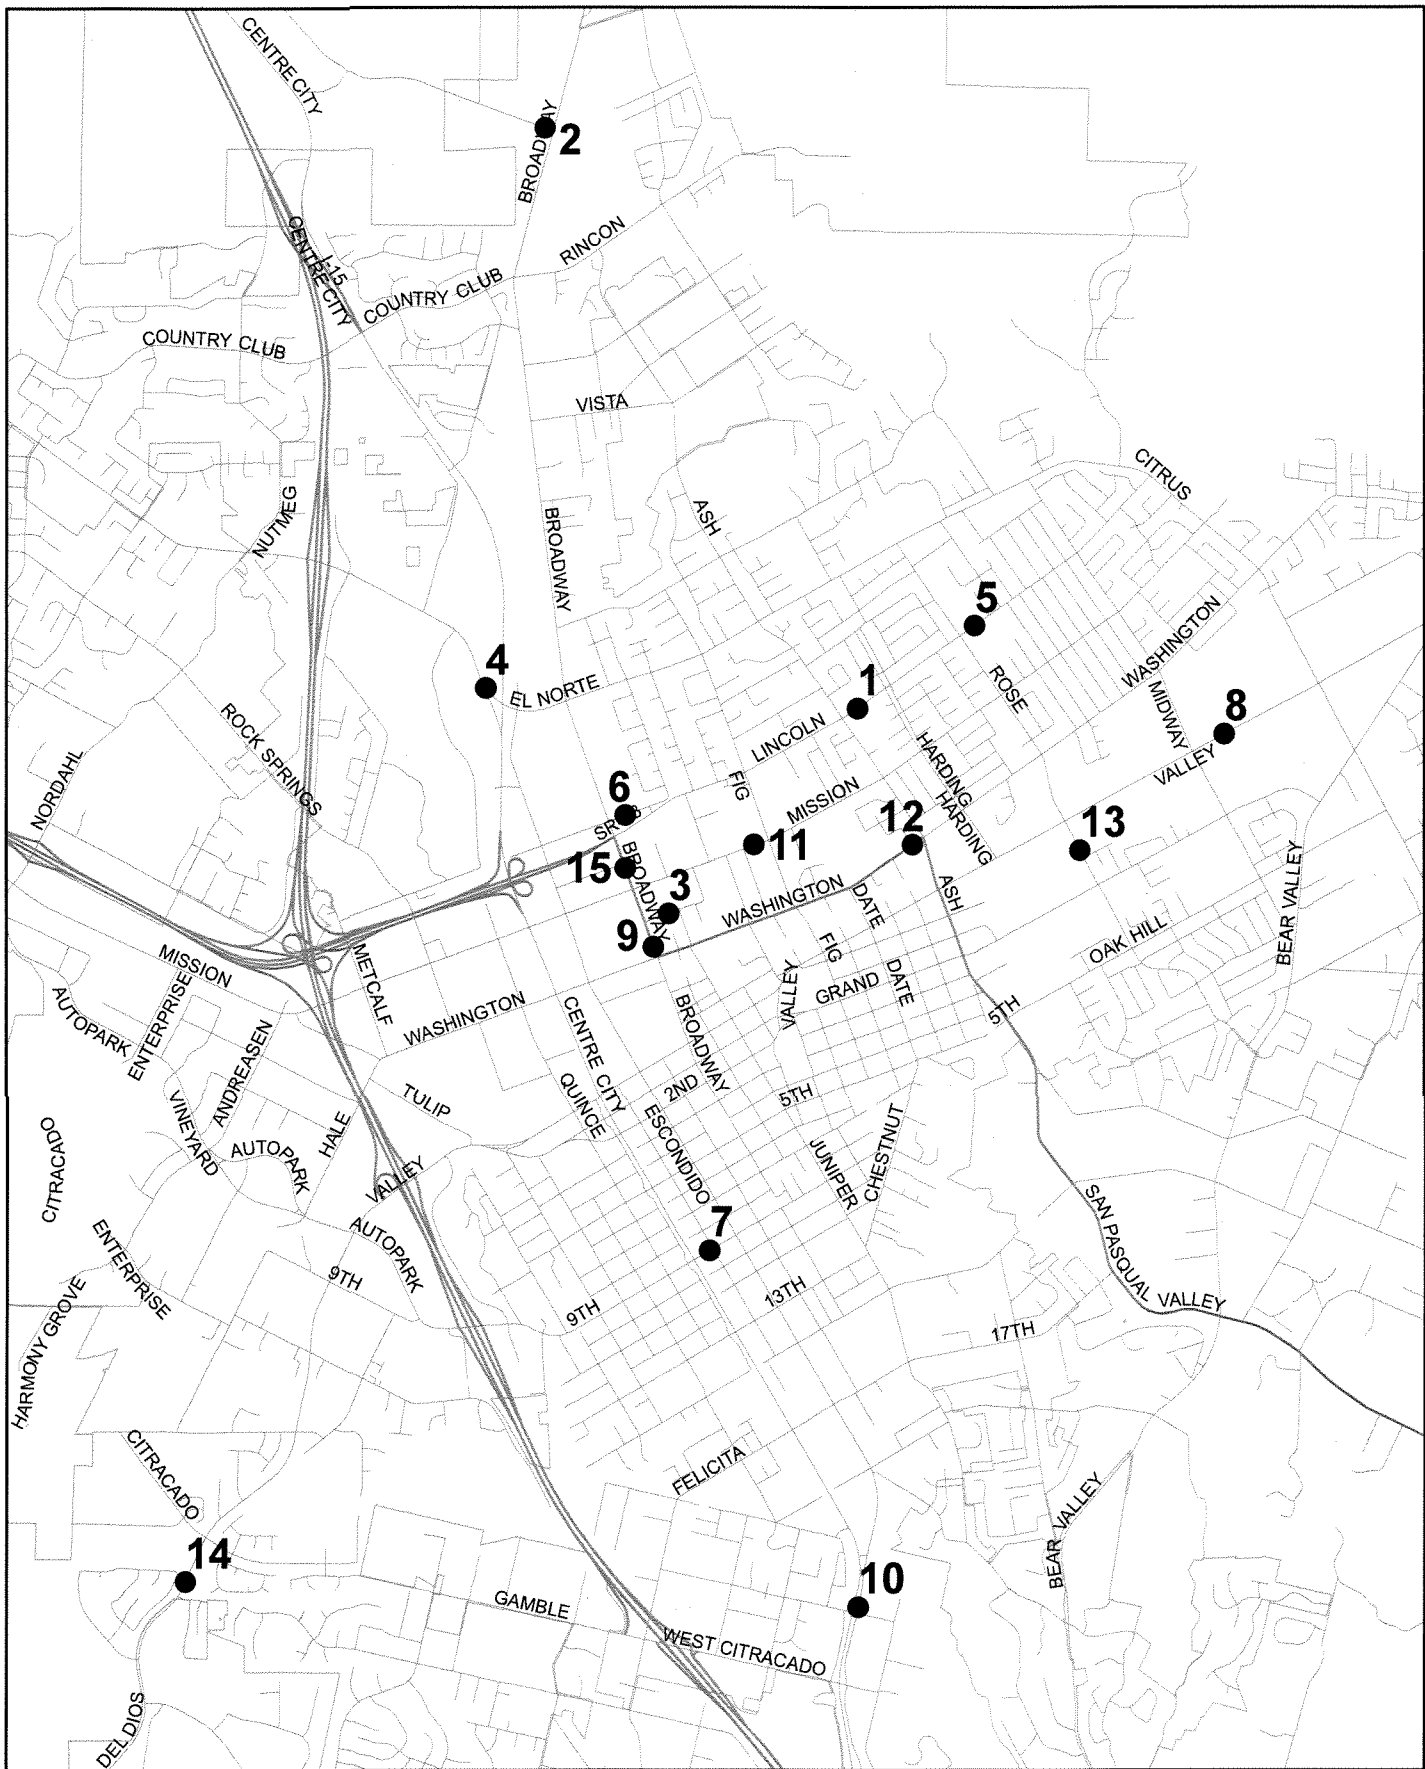 CENTRE CITY
BROADWAY
2
RINCON
CENTRE CITY
I-15
COUNTRY CLUB
COUNTRY CLUB
VISTA
CITRUS
NUTMEG
ASH
BROADWAY
5
4
EL NORTE
1
ROSE
WASHINGTON
MIDWAY
8
ROCK SPRINGS
LINCOLN
HARDING
VALLEY
NORDAHL
FIG
MISSION
6
HARDING
12
13
11
15
BROADWAY
3
9
WASHINGTON
DATE
ASH
BEAR VALLEY
OAK HILL
MISSION
METCALF
FIG
VALLEY
GRAND
DATE
AUTOPARK
ENTERPRISE
WASHINGTON
CENTRE CITY
BROADWAY
5TH
ANDREASEN
VINEYARD
TULIP
QUINCE
2ND
5TH
HALE
ESCONDIDO
CITRACADO
AUTOPARK
VALLEY
JUNIPER
CHESTNUT
SAN PASQUAL
VALLEY
7
ENTERPRISE
AUTOPARK
9TH
9TH
13TH
17TH
HARMONY GROVE
CITRACADO
FELICITA
BEAR
VALLEY
14
10
GAMBLE
WEST CITRACADO
DEL DIOS